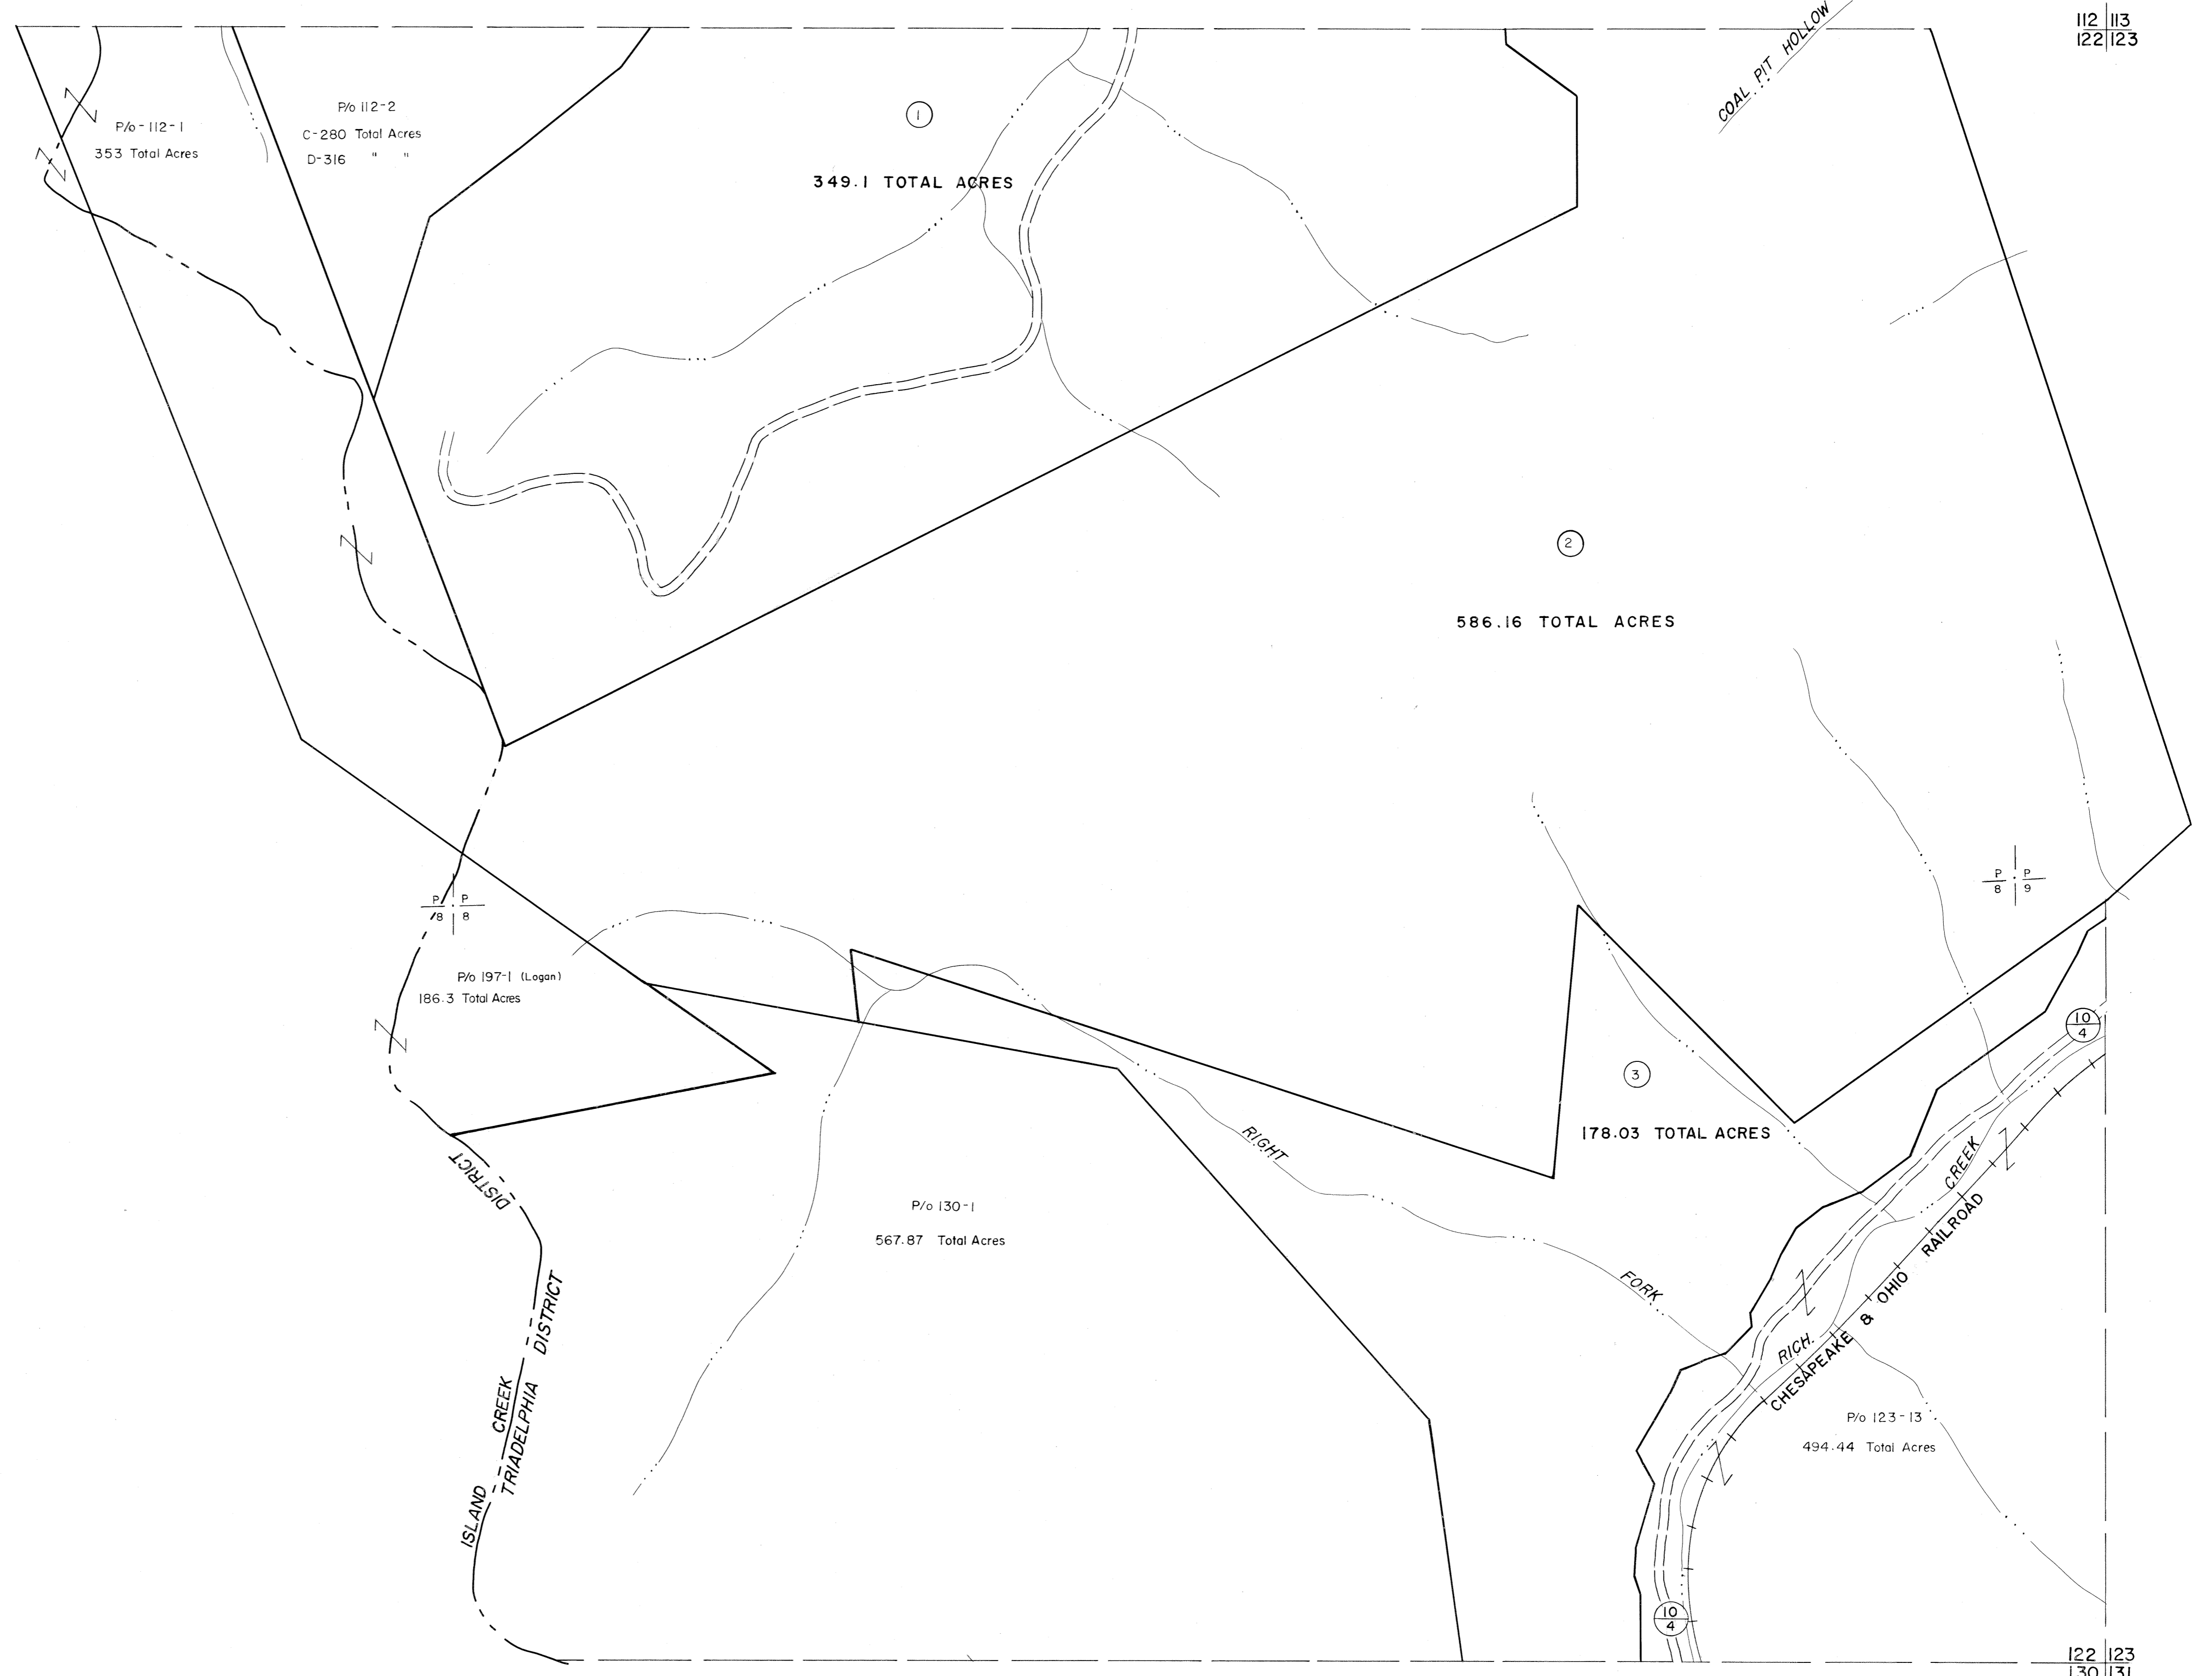 112 113
122 123
COAL PIT HOLLOW
P/o-112-1
353 Total Acres
P/o 112-2
C-280 Total Acres
D-316 " "
1
349.1 TOTAL ACRES
2
586.16 TOTAL ACRES
P P
8 9
P P
8 8
P/o 197-1 (Logan)
186.3 Total Acres
10
4
3
178.03 TOTAL ACRES
RIGHT
FORK
DISTRICT
P/o 130-1
567.87 Total Acres
CREEK
RICH.
CHESAPEAKE & OHIO RAILROAD
ISLAND CREEK
TRIADELPHIA DISTRICT
P/o 123-13
494.44 Total Acres
10
4
122 123
130 131